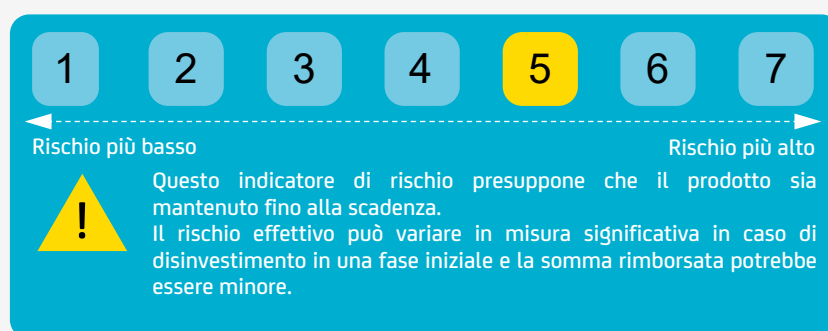 1 2 3 4 5 6 7
Rischio più basso Rischio più alto
Questo indicatore di rischio presuppone che il prodotto sia
mantenuto fino alla scadenza.
!
Il rischio effettivo può variare in misura significativa in caso di
disinvestimento in una fase iniziale e la somma rimborsata potrebbe
essere minore.